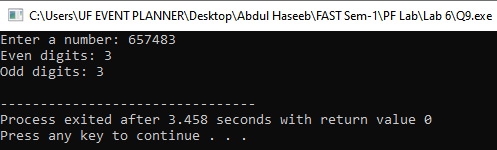 C:\Users\UF EVENT PLANNER\Desktop\Abdul Haseeb\FAST Sem-1\PF Lab\Lab 6\Q9.exe
Enter a number: 657483
Even digits: 3
Odd digits: 3
--------------------------------
Process exited after 3.458 seconds with return value 0
Press any key to continue . . .